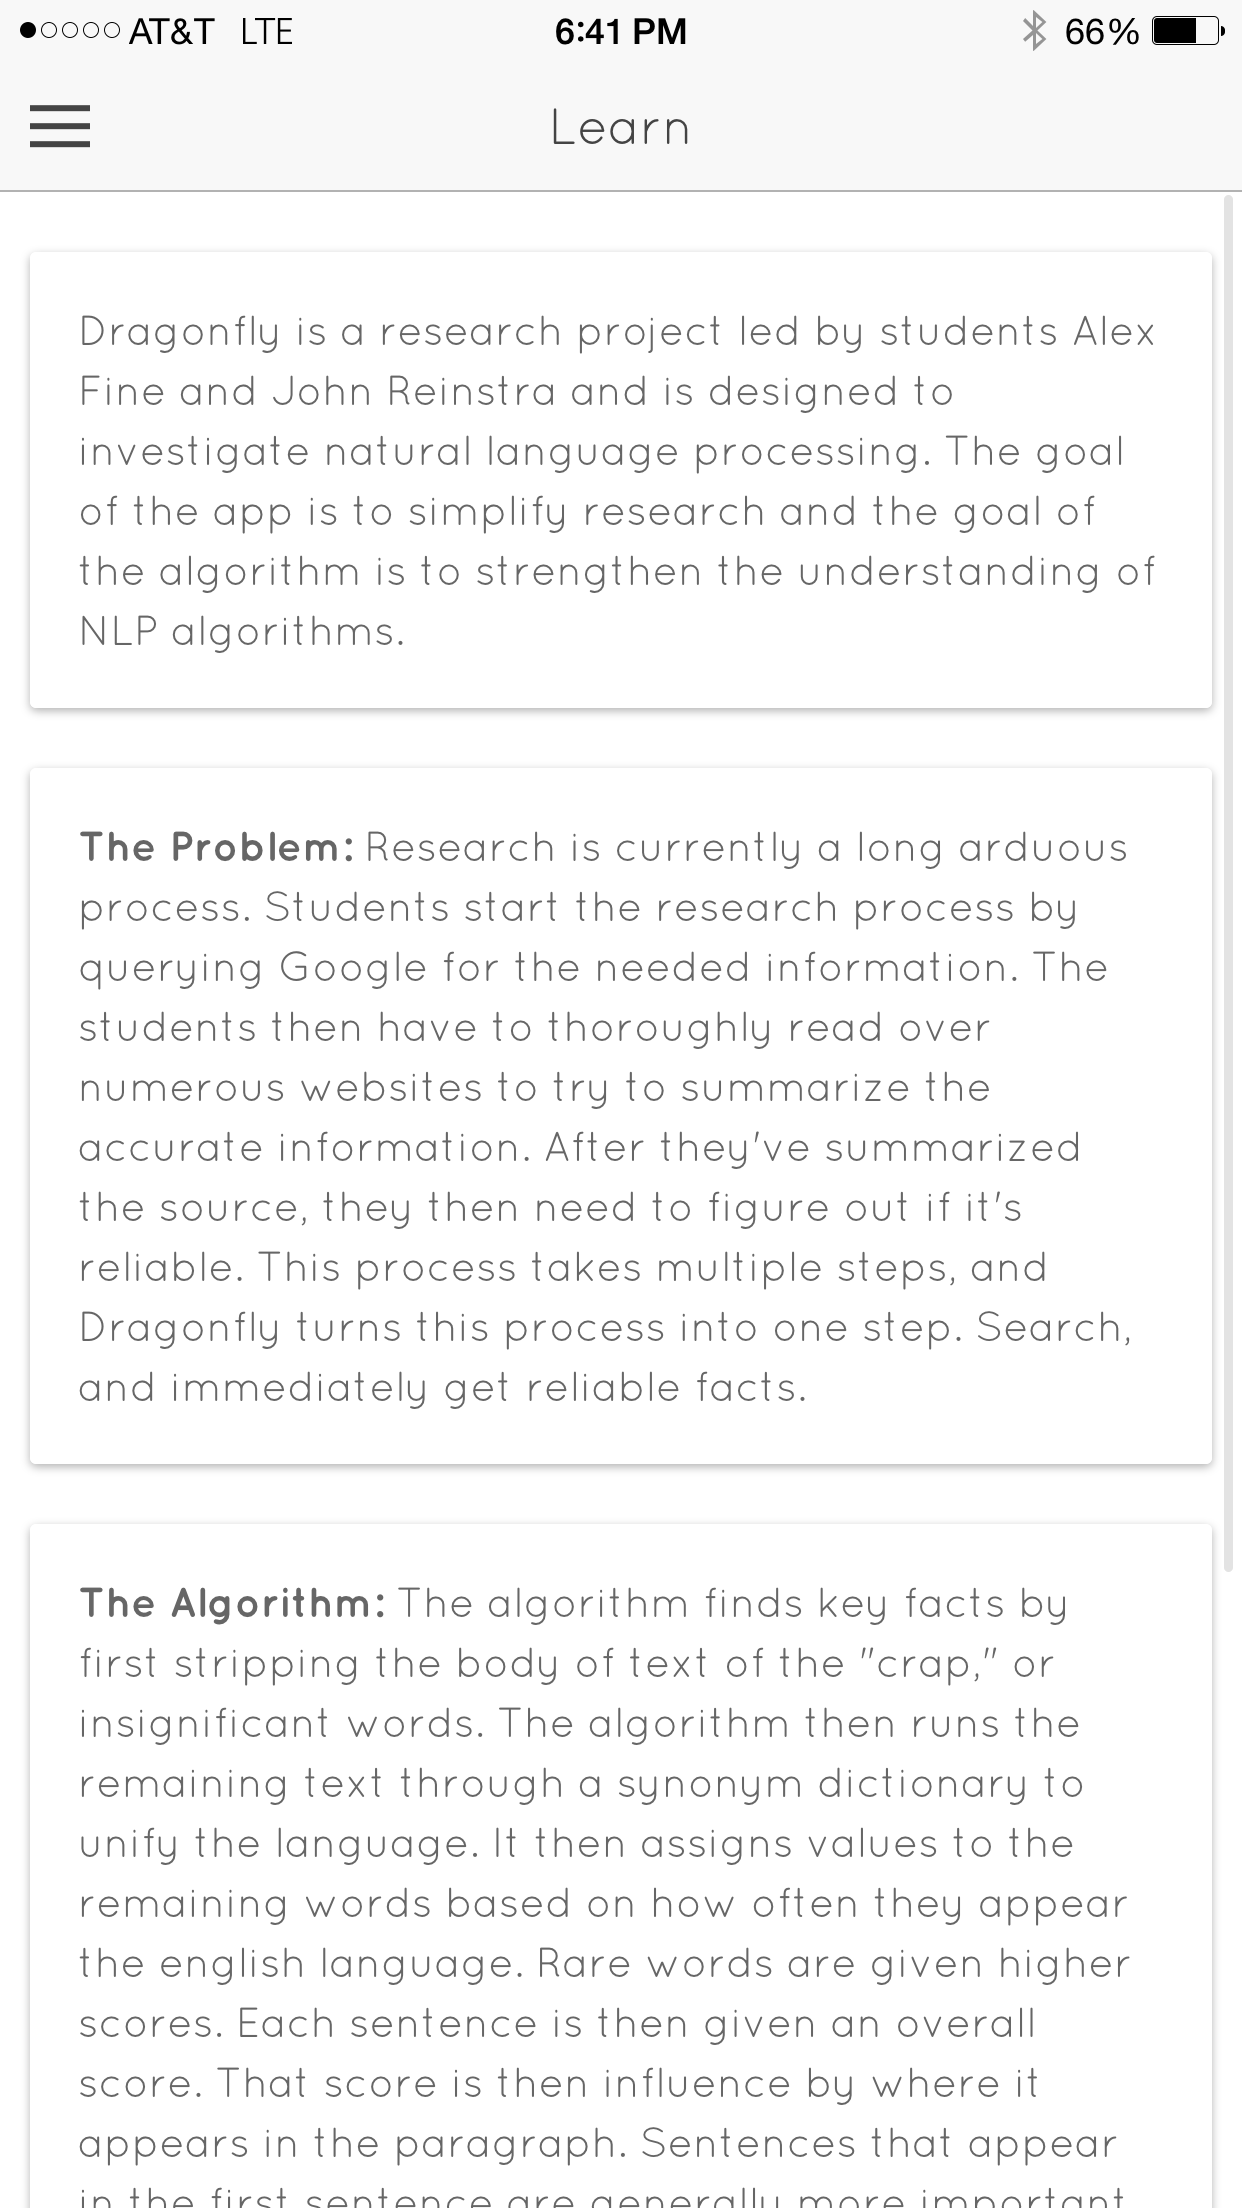 AT&T LTE 6:41 PM 66%
Learn
Dragonfly is a research project led by students Alex
Fine and John Reinstra and is designed to
investigate natural language processing. The goal
of the app is to simplify research and the goal of
the algorithm is to strengthen the understanding of
NLP algorithms.
The Problem: Research is currently a long arduous
process. Students start the research process by
querying Google for the needed information. The
students then have to thoroughly read over
numerous websites to try to summarize the
accurate information. After they've summarized
the source, they then need to figure out if it's
reliable. This process takes multiple steps, and
Dragonfly turns this process into one step. Search,
and immediately get reliable facts.
The Algorithm: The algorithm finds key facts by
first stripping the body of text of the "crap," or
insignificant words. The algorithm then runs the
remaining text through a synonym dictionary to
unify the language. It then assigns values to the
remaining words based on how often they appear
the english language. Rare words are given higher
scores. Each sentence is then given an overall
score. That score is then influence by where it
appears in the paragraph. Sentences that appear
in the first sentence are generally more important